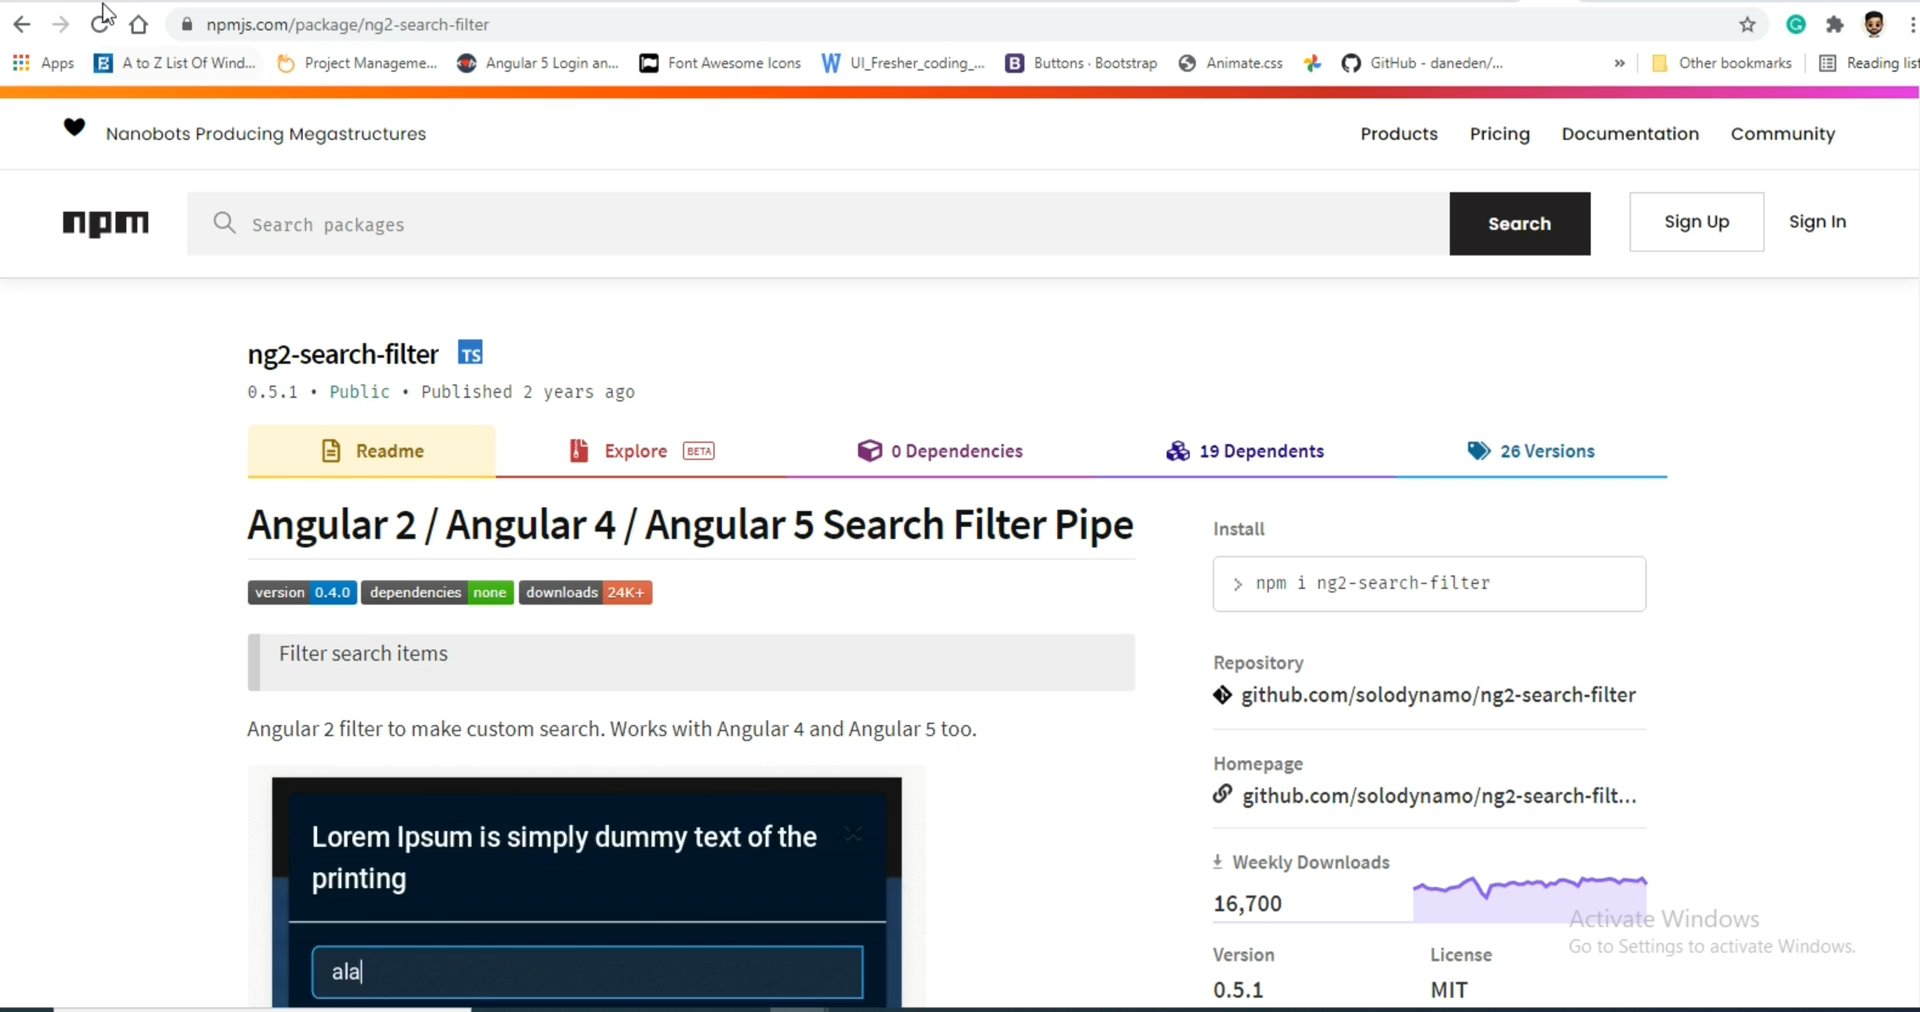 npmjs.com/package/ng2-search-filter
Apps
A to Z List Of Wind...
Project Manageme...
Angular 5 Login an...
Font Awesome Icons
UI_Fresher_coding_...
Buttons · Bootstrap
Animate.css
GitHub - daneden/...
»
Other bookmarks
Reading list
Nanobots Producing Megastructures
Products
Pricing
Documentation
Community
npm
Search packages
Search
Sign Up
Sign In
ng2-search-filter TS
0.5.1 • Public • Published 2 years ago
Readme
Explore BETA
0 Dependencies
19 Dependents
26 Versions
Angular 2 / Angular 4 / Angular 5 Search Filter Pipe
version 0.4.0 dependencies none downloads 24K+
Filter search items
Angular 2 filter to make custom search. Works with Angular 4 and Angular 5 too.
Lorem Ipsum is simply dummy text of the
printing
ala
Install
> npm i ng2-search-filter
Repository
github.com/solodynamo/ng2-search-filter
Homepage
github.com/solodynamo/ng2-search-filt...
Weekly Downloads
16,700
Version
0.5.1
License
MIT
Activate Windows
Go to Settings to activate Windows.